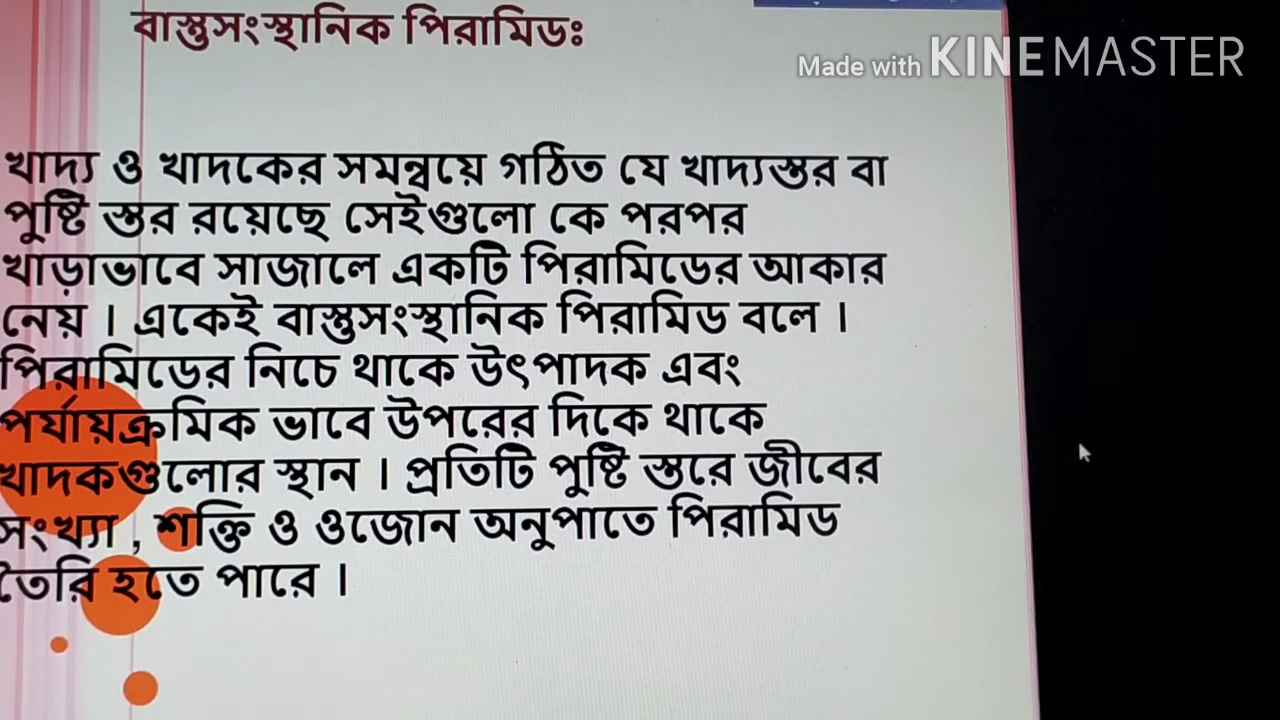 বাস্তুসংস্থানিক পিরামিডঃ
Made with KINEMASTER
খাদ্য ও খাদকের সমন্বয়ে গঠিত যে খাদ্যস্তর বা
পুষ্টি স্তর রয়েছে সেইগুলো কে পরপর
খাড়াভাবে সাজালে একটি পিরামিডের আকার
নেয় । একেই বাস্তুসংস্থানিক পিরামিড বলে ।
পিরামিডের নিচে থাকে উৎপাদক এবং
পর্যায়ক্রমিক ভাবে উপরের দিকে থাকে
খাদকগুলোর স্থান । প্রতিটি পুষ্টি স্তরে জীবের
সংখ্যা , শক্তি ও ওজোন অনুপাতে পিরামিড
তৈরি হতে পারে ।